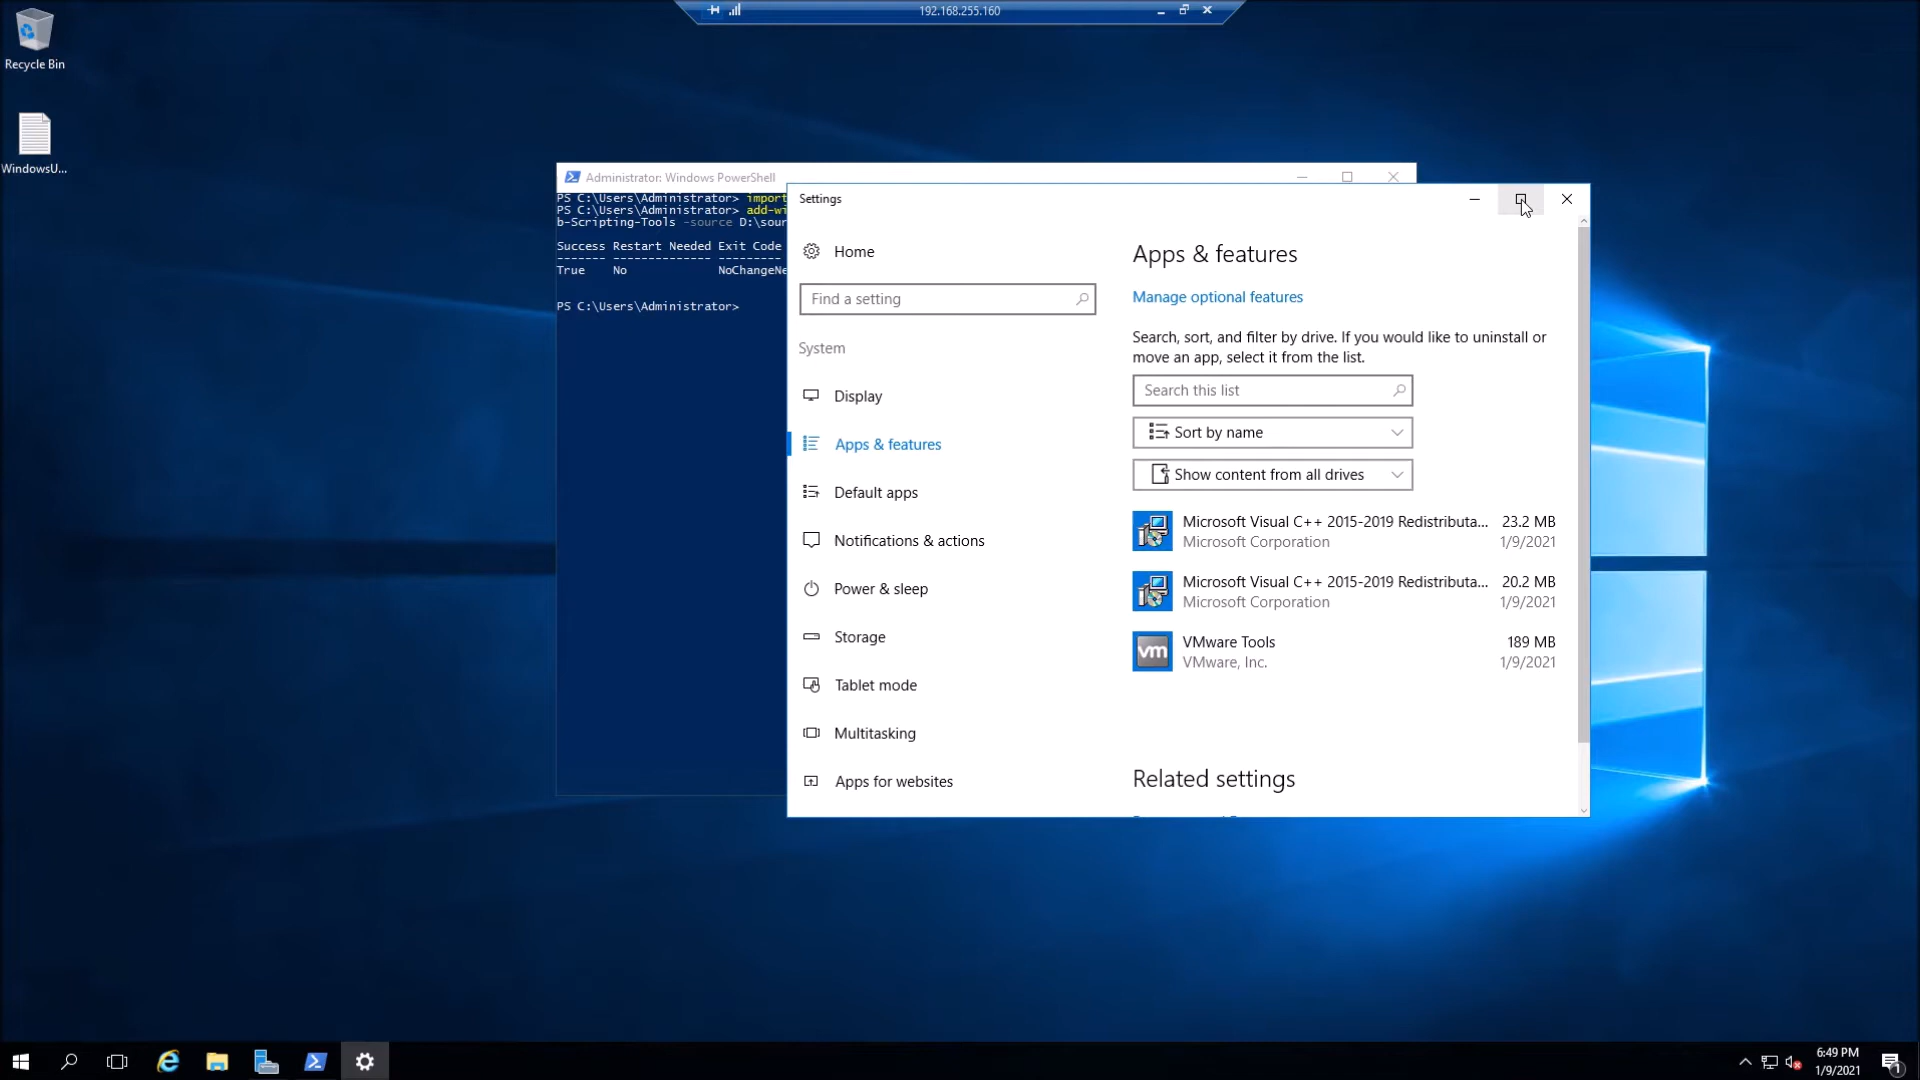 192.168.255.160
Recycle Bin
WindowsU...
Administrator: Windows PowerShell
PS C:\Users\Administrator> import
PS C:\Users\Administrator> add-wi
b-Scripting-Tools -source D:\sour
Success Restart Needed Exit Code
------- -------------- ---------
True No NoChangeNe
PS C:\Users\Administrator>
Settings
Home
Find a setting
System
Display
Apps & features
Default apps
Notifications & actions
Power & sleep
Storage
Tablet mode
Multitasking
Apps for websites
Apps & features
Manage optional features
Search, sort, and filter by drive. If you would like to uninstall or
move an app, select it from the list.
Search this list
Sort by name
Show content from all drives
Microsoft Visual C++ 2015-2019 Redistributa... 23.2 MB
Microsoft Corporation 1/9/2021
Microsoft Visual C++ 2015-2019 Redistributa... 20.2 MB
Microsoft Corporation 1/9/2021
vm
VMware Tools 189 MB
VMware, Inc. 1/9/2021
Related settings
6:49 PM
1/9/2021
1